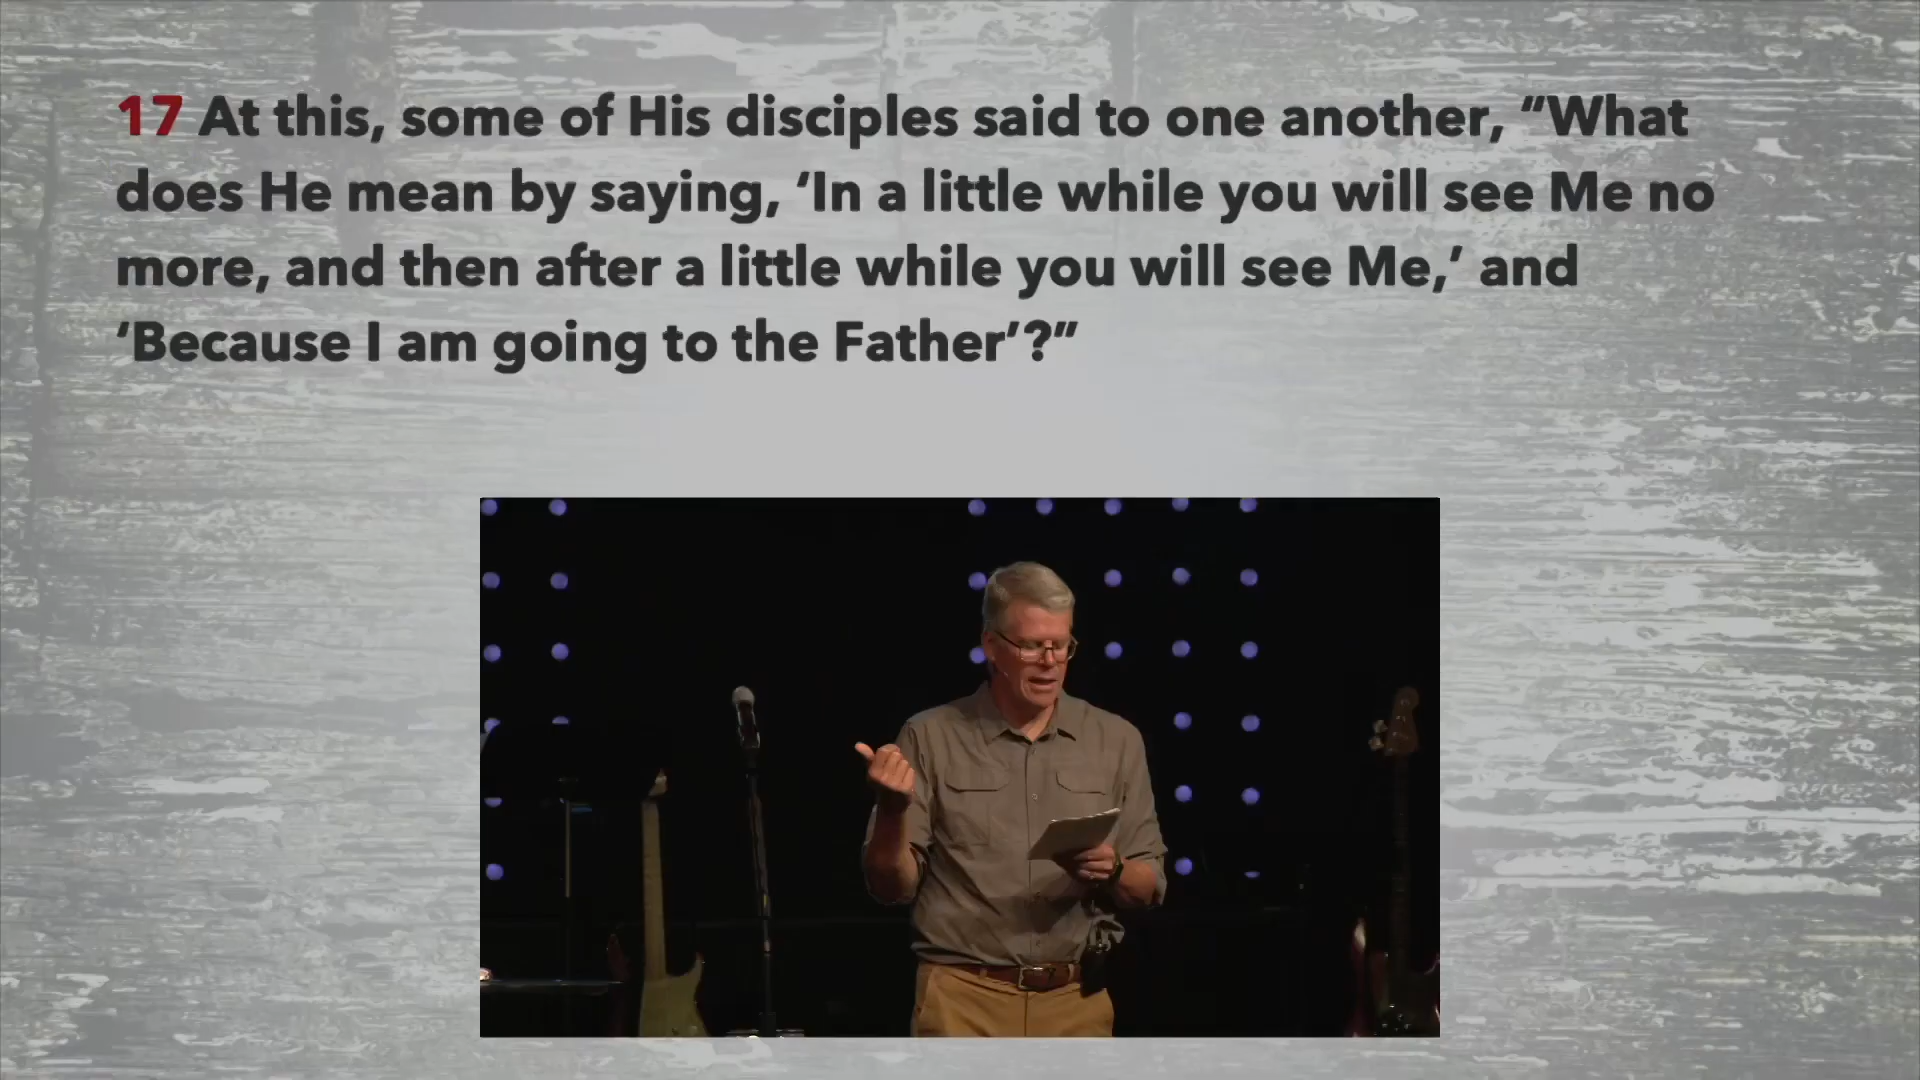 17 At this, some of His disciples said to one another, “What
does He mean by saying, ‘In a little while you will see Me no
more, and then after a little while you will see Me,’ and
‘Because I am going to the Father’?”